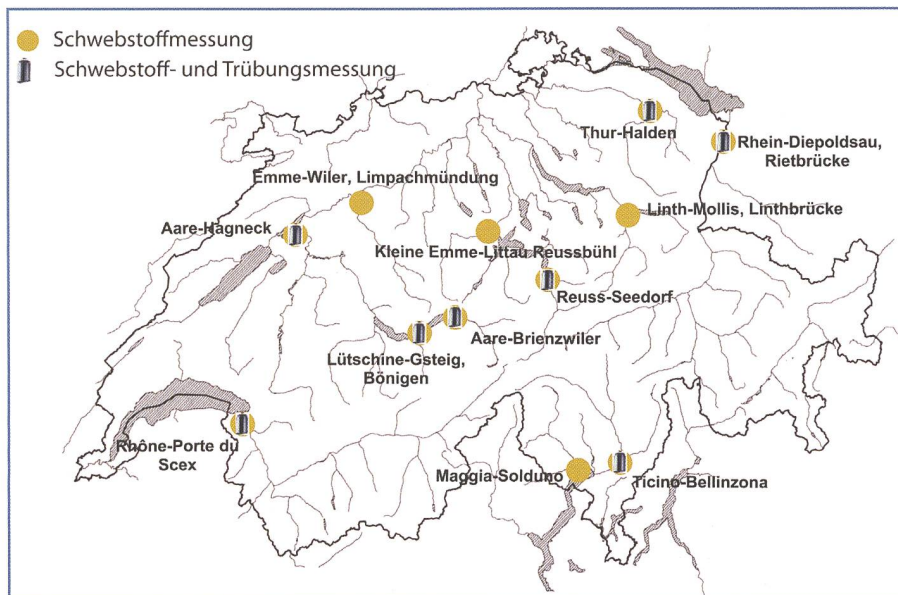 Schwebstoffmessung
Schwebstoff- und Trübungsmessung
Thur-Halden
Rhein-Diepoldsau,
Rietbrücke
Emme-Wiler, Limpachmündung
Linth-Mollis, Linthbrücke
Aare-Hagneck
Kleine Emme-Littau Reussbühl
Reuss-Seedorf
Aare-Brienzwiler
Lütschine-Gsteig,
Bönigen
Rhône-Porte du
Scex
Maggia-Solduno
Ticino-Bellinzona